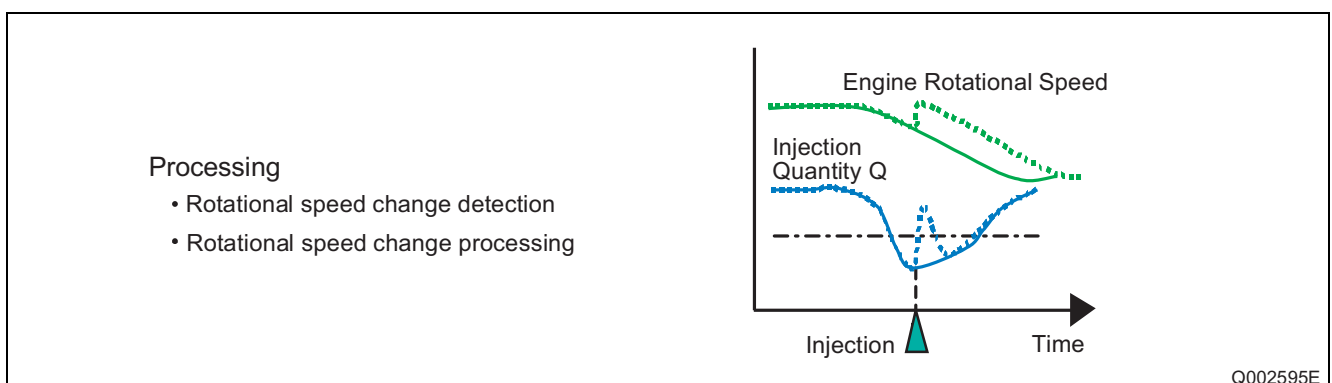 Processing
• Rotational speed change detection
• Rotational speed change processing
Engine Rotational Speed
Injection
Quantity Q
Injection
Time
Q002595E